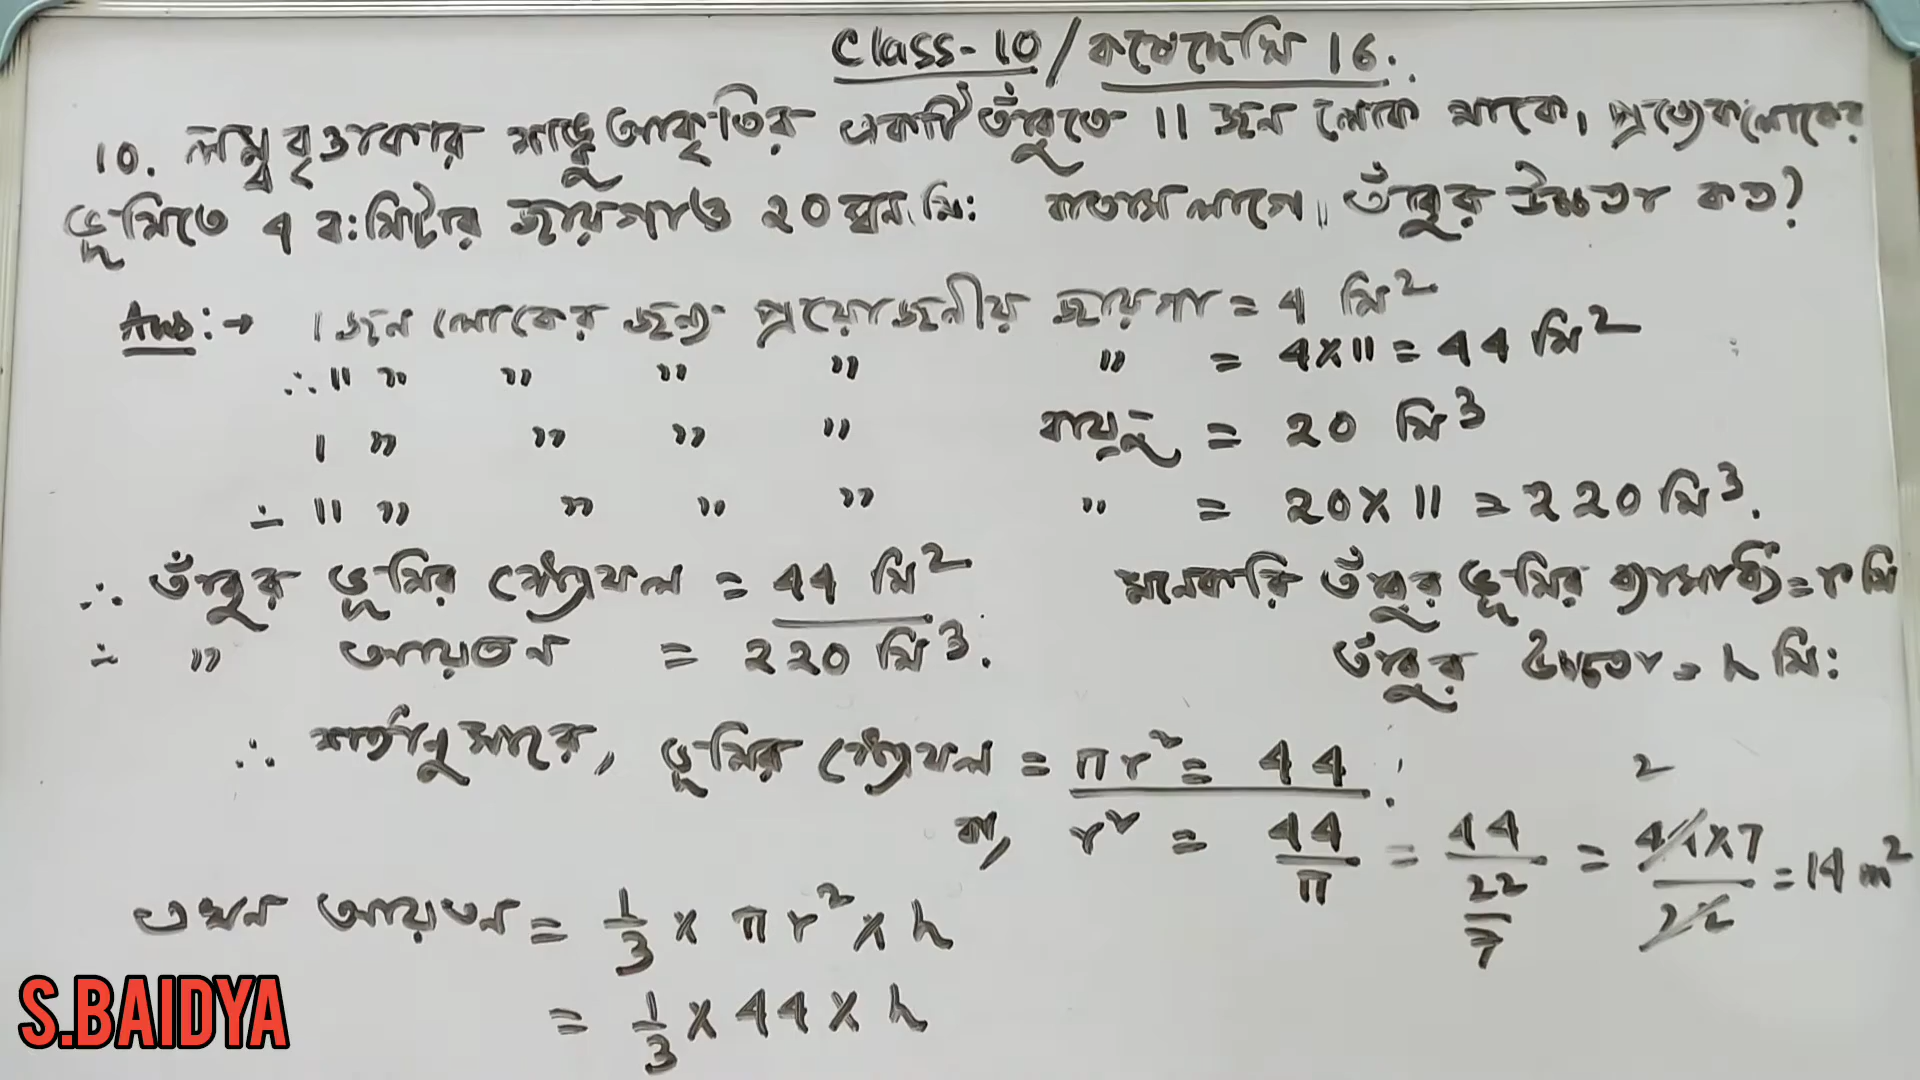 Class-10/কষেদেখি 16.
10. লম্ব বৃত্তাকার শঙ্কু আকৃতির একটি তাঁবুতে 11 জন লোক থাকে। প্রত্যেক লোকের
ভূমিতে 4 ব: মিটার জায়গা ও 20 ঘন মি: বাতাস লাগে। তাঁবুর উচ্চতা কত?
Ans:→ 1 জন লোকের জন্য প্রয়োজনীয় জায়গা = 4 মি²
∴ 11 " " " " " = 4×11 = 44 মি²
1 " " " " বায়ু = 20 মি³
∴ 11 " " " " " = 20×11 = 220 মি³.
∴ তাঁবুর ভূমির ক্ষেত্রফল = 44 মি² মনেকরি তাঁবুর ভূমির ব্যাসার্ধ = r মি
∴ " আয়তন = 220 মি³. তাঁবুর উচ্চতা = h মি:
∴ শর্তানুসারে, ভূমির ক্ষেত্রফল = πr² = 44
বা, r² = 44/π = 44/(22/7) = 44×7/22 = 14 m²
2
এখন আয়তন = 1/3 × πr² × h
= 1/3 × 44 × h
S.BAIDYA